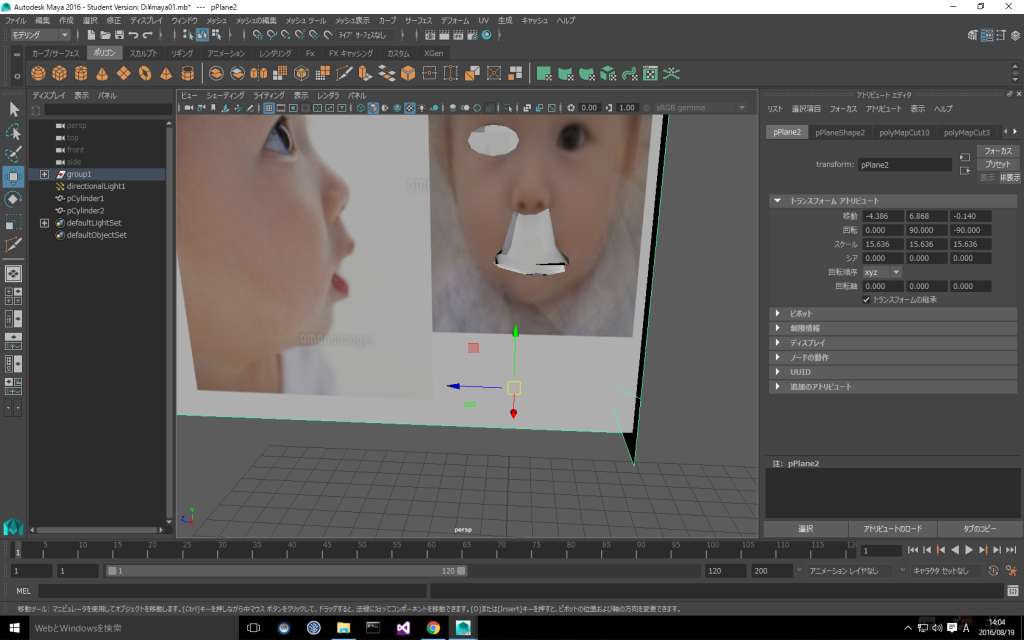 Autodesk Maya 2016 - Student Version: D:¥maya01.mb* --- pPlane2
ファイル 編集 作成 選択 修正 ディスプレイ ウィンドウ メッシュ メッシュの編集 メッシュ ツール メッシュ表示 カーブ サーフェス デフォーム UV 生成 キャッシュ ヘルプ
モデリング ライブ サーフェスなし
カーブ/サーフェス ポリゴン スカルプト リギング アニメーション レンダリング Fx FX キャッシング カスタム XGen
ディスプレイ 表示 パネル
persp
top
front
side
group1
directionalLight1
pCylinder1
pCylinder2
defaultLightSet
defaultObjectSet
ビュー シェーディング ライティング 表示 レンダラ パネル
0.00 1.00 sRGB gamma
persp
アトリビュート エディタ
リスト 選択項目 フォーカス アトリビュート 表示 ヘルプ
pPlane2 pPlaneShape2 polyMapCut10 polyMapCut3
フォーカス
プリセット
表示 非表示
transform: pPlane2
トランスフォーム アトリビュート
移動 -4.386 6.868 -0.140
回転 0.000 90.000 -90.000
スケール 15.636 15.636 15.636
シア 0.000 0.000 0.000
回転順序 xyz
回転軸 0.000 0.000 0.000
トランスフォームの継承
ピボット
制限情報
ディスプレイ
ノードの動作
UUID
追加のアトリビュート
注: pPlane2
選択 アトリビュートのロード タブのコピー
1 5 10 15 20 25 30 35 40 45 50 55 60 65 70 75 80 85 90 95 100 105 110 115 12 1
1 1 1 120 120 200 アニメーション レイヤなし キャラクタ セットなし
MEL
移動ツール: マニピュレータを使用してオブジェクトを移動します。[Ctrl]キーを押しながら中マウス ボタンをクリックして、ドラッグすると、法線に沿ってコンポーネントを移動できます。[D]または[Insert]キーを押すと、ピボットの位置および軸の方向を変更できます。
WebとWindowsを検索
A
14:04
2016/08/19